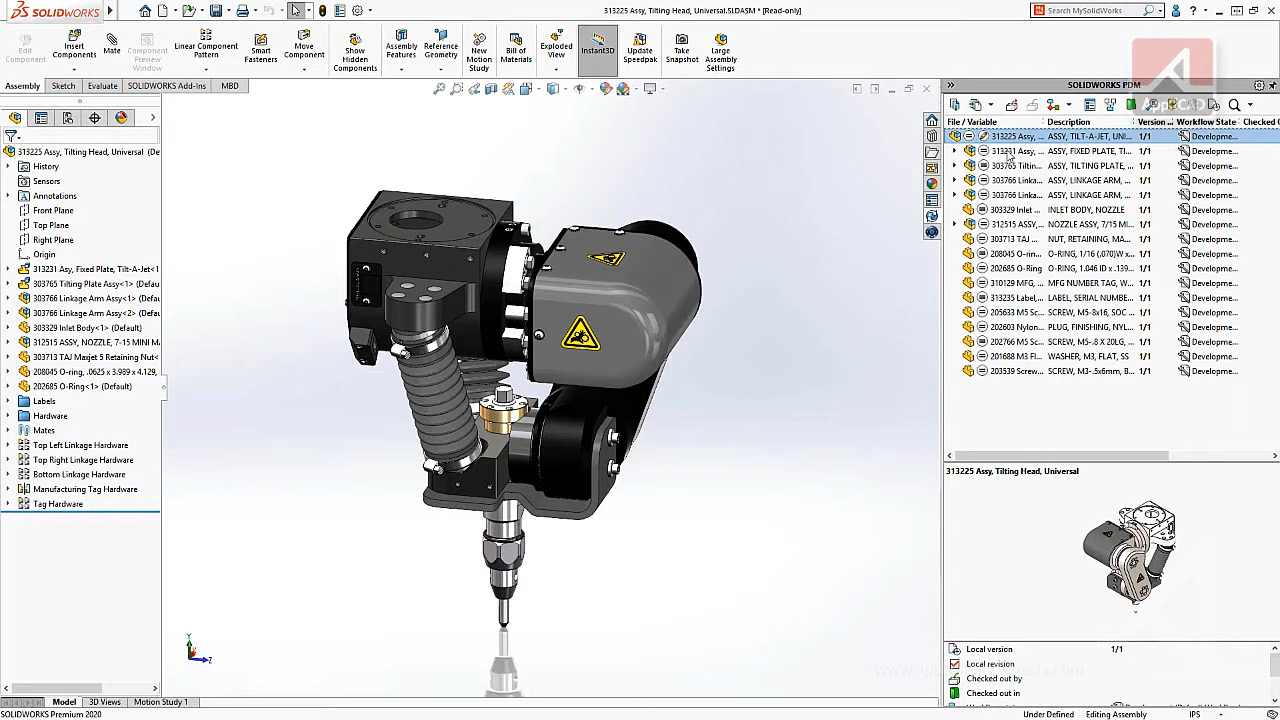 SOLIDWORKS
313225 Assy, Tilting Head, Universal.SLDASM * [Read-only]
Search MySolidWorks
Edit Component
Insert Components
Mate
Component Preview Window
Linear Component Pattern
Smart Fasteners
Move Component
Show Hidden Components
Assembly Features
Reference Geometry
New Motion Study
Bill of Materials
Exploded View
Instant3D
Update Speedpak
Take Snapshot
Large Assembly Settings
Assembly
Sketch
Evaluate
SOLIDWORKS Add-Ins
MBD
313225 Assy, Tilting Head, Universal (De
History
Sensors
Annotations
Front Plane
Top Plane
Right Plane
Origin
313231 Asy, Fixed Plate, Tilt-A-Jet<1
303765 Tilting Plate Assy<1> (Defau
303766 Linkage Arm Assy<1> (Defau
303766 Linkage Arm Assy<2> (Defau
303329 Inlet Body<1> (Default)
312515 ASSY, NOZZLE, 7-15 MINI M
303713 TAJ Maxjet 5 Retaining Nut<
208045 O-ring, .0625 x 3.989 x 4.129,
202685 O-Ring<1> (Default)
Labels
Hardware
Mates
Top Left Linkage Hardware
Top Right Linkage Hardware
Bottom Linkage Hardware
Manufacturing Tag Hardware
Tag Hardware
Y
Z
SOLIDWORKS PDM
File / Variable Description Version ... Workflow State Checked O
313225 Assy, ... ASSY, TILT-A-JET, UNI... 1/1 Developme...
313231 Assy, ... ASSY, FIXED PLATE, TI... 1/1 Developme...
303765 Tiltin... ASSY, TILTING PLATE, ... 1/1 Developme...
303766 Linka... ASSY, LINKAGE ARM, ... 1/1 Developme...
303766 Linka... ASSY, LINKAGE ARM, ... 1/1 Developme...
303329 Inlet ... INLET BODY, NOZZLE 1/1 Developme...
312515 ASSY,... NOZZLE ASSY, 7/15 MI... 1/1 Developme...
303713 TAJ ... NUT, RETAINING, MA... 1/1 Developme...
208045 O-rin... O-RING, 1/16 (.070)W x... 1/1 Developme...
202685 O-Ring O-RING, 1.046 ID x .139... 1/1 Developme...
310129 MFG, ... MFG NUMBER TAG, W... 1/1 Developme...
313235 Label,... LABEL, SERIAL NUMBE... 1/1 Developme...
205633 M5 Sc... SCREW, M5-8x16, SOC ... 1/1 Developme...
202603 Nylon... PLUG, FINISHING, NYL... 1/1 Developme...
202766 M5 Sc... SCREW, M5-.8 X 20LG, ... 1/1 Developme...
201688 M3 Fl... WASHER, M3, FLAT, SS 1/1 Developme...
203539 Screw... SCREW, M3-.5x6mm, B... 1/1 Developme...
313225 Assy, Tilting Head, Universal
Local version 1/1
Local revision
Checked out by
Checked out in
Model
3D Views
Motion Study 1
SOLIDWORKS Premium 2020
Under Defined
Editing Assembly
IPS